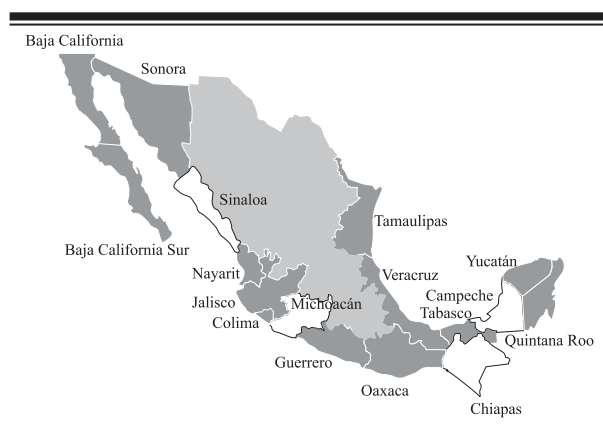 Baja California
Sonora
Sinaloa
Tamaulipas
Baja California Sur
Yucatán
Nayarit
Veracruz
Campeche
Jalisco
Michoacán
Tabasco
Colima
Quintana Roo
Guerrero
Oaxaca
Chiapas